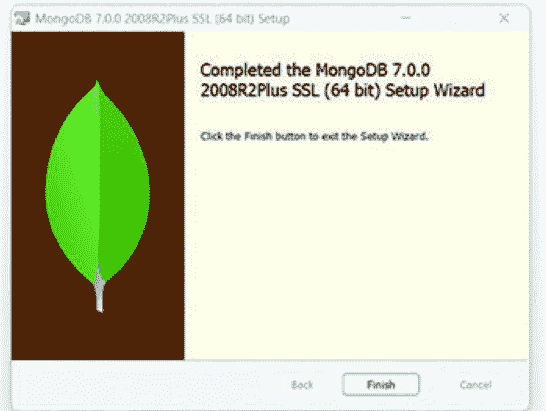 MongoDB 7.0.0 2008R2Plus SSL (64 bit) Setup
Completed the MongoDB 7.0.0
2008R2Plus SSL (64 bit) Setup Wizard
Click the Finish button to exit the Setup Wizard.
Back Finish Cancel